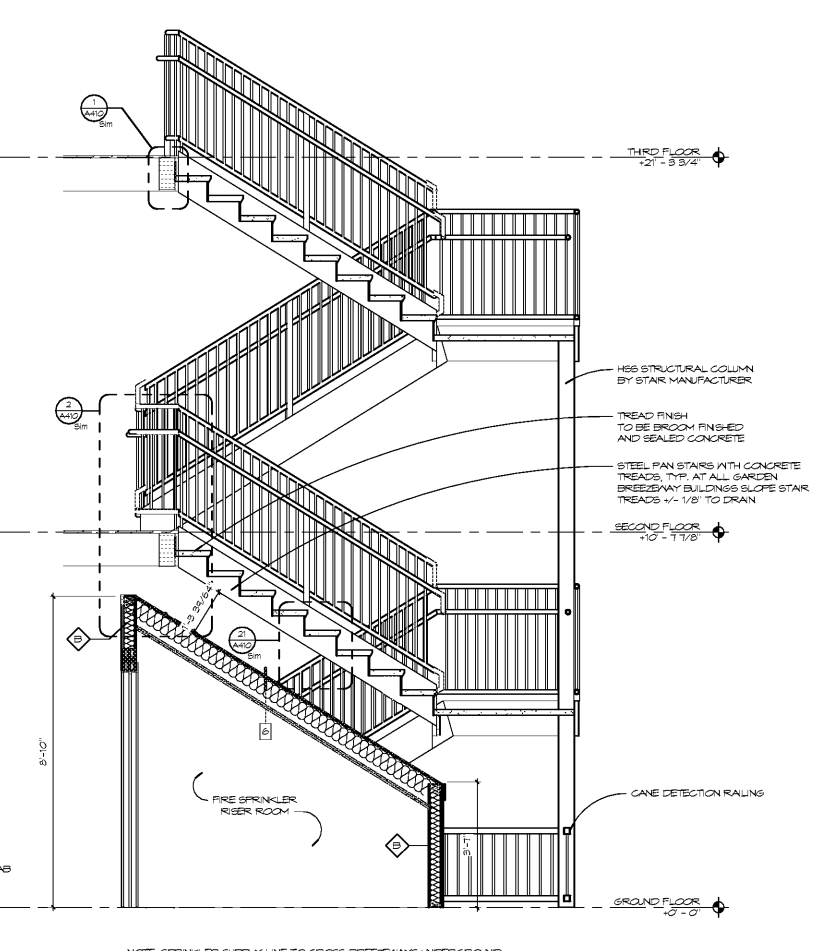 1
A410
Sim
THIRD FLOOR
+21' - 3 3/4"
HSS STRUCTURAL COLUMN
BY STAIR MANUFACTURER
2
A410
Sim
TREAD FINISH
TO BE BROOM FINISHED
AND SEALED CONCRETE
STEEL PAN STAIRS WITH CONCRETE
TREADS, TYP. AT ALL GARDEN
BREEZEWAY BUILDINGS SLOPE STAIR
TREADS +/- 1/8" TO DRAIN
SECOND FLOOR
+10' - 7 7/8"
B
21
A410
Sim
6
8'-10"
FIRE SPRINKLER
RISER ROOM
CANE DETECTION RAILING
B
3'-7"
GROUND FLOOR
+0' - 0"